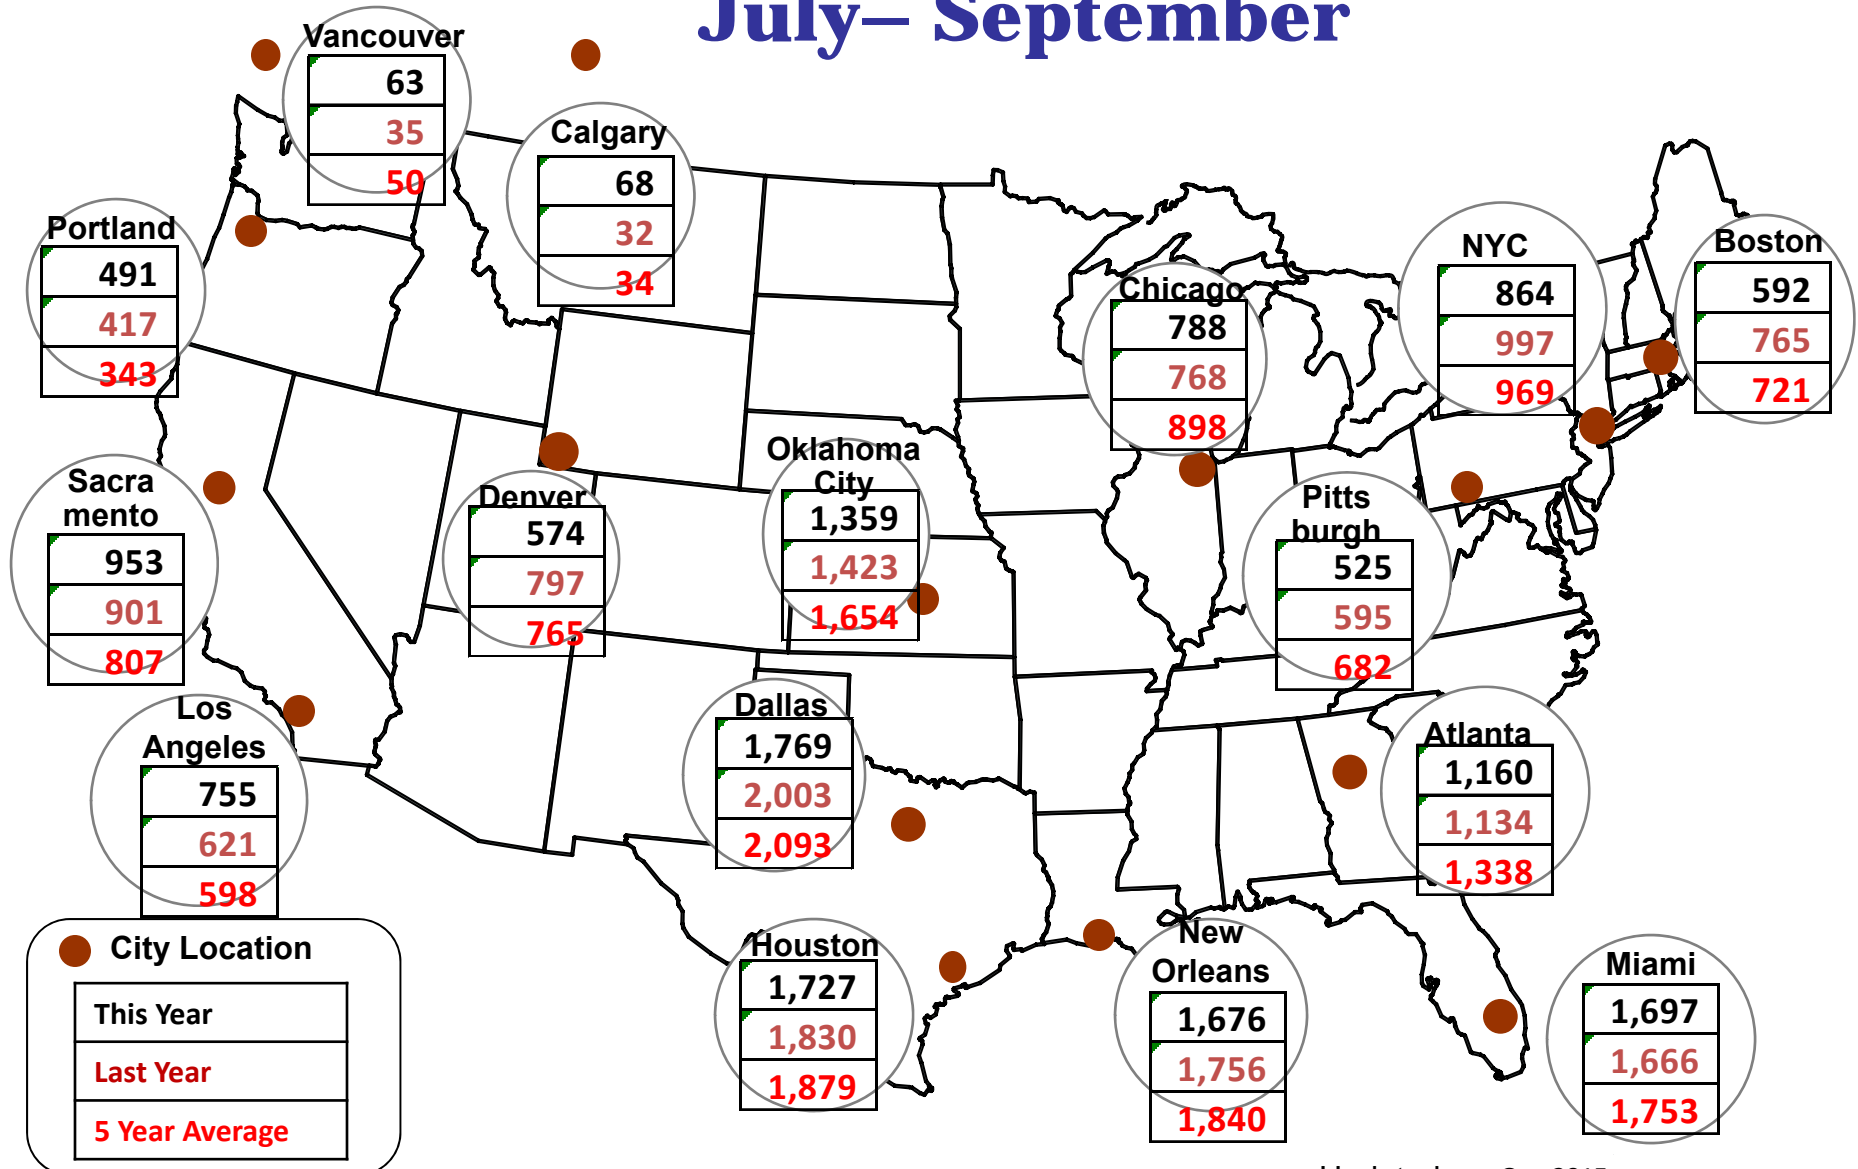 July– September
Vancouver
63
35
50
Calgary
68
32
34
Portland
491
417
343
Chicago
788
768
898
NYC
864
997
969
Boston
592
765
721
Sacra
mento
953
901
807
Denver
574
797
765
Oklahoma
City
1,359
1,423
1,654
Pitts
burgh
525
595
682
Los
Angeles
755
621
598
Dallas
1,769
2,003
2,093
Atlanta
1,160
1,134
1,338
Houston
1,727
1,830
1,879
New
Orleans
1,676
1,756
1,840
Miami
1,697
1,666
1,753
City Location
This Year
Last Year
5 Year Average